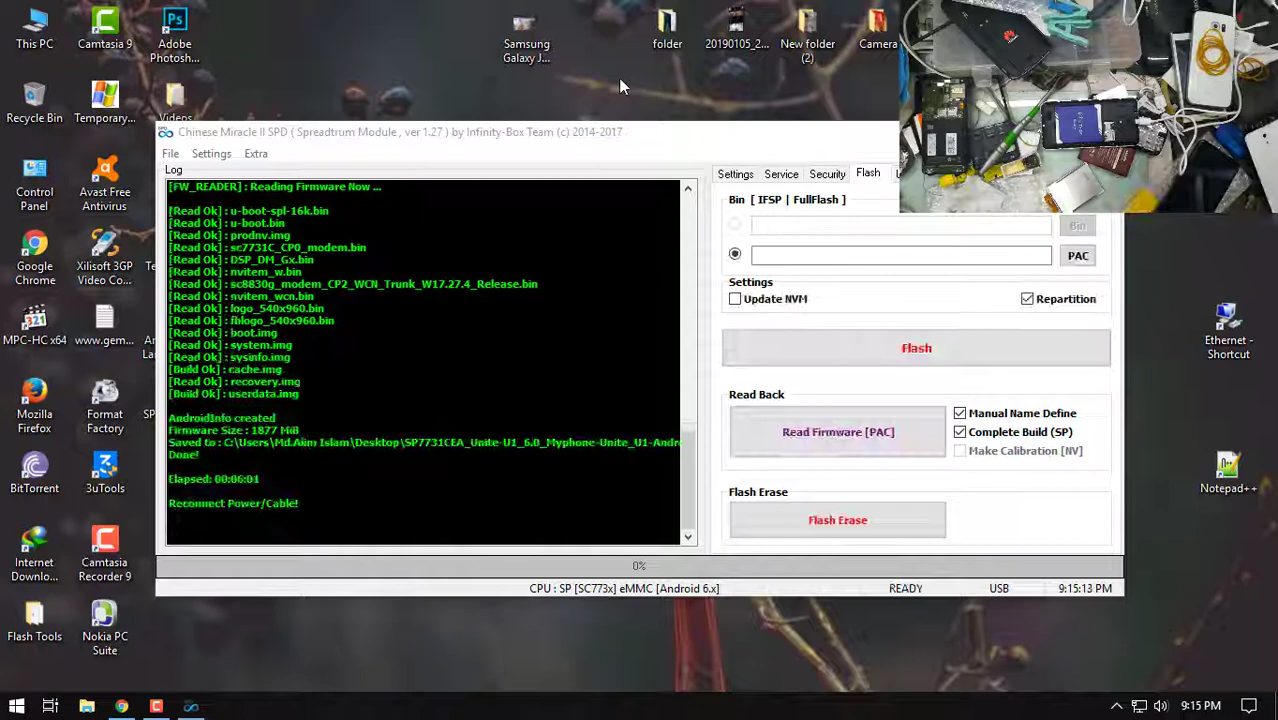 This PC
Camtasia 9
Adobe
Photosh...
Samsung
Galaxy J...
folder
20190105_2...
New folder
(2)
Camera
Recycle Bin
Temporary...
Videos
Control
Panel
Avast Free
Antivirus
Google
Chrome
Xilisoft 3GP
Video Co...
MPC-HC x64
www.gem...
Mozilla
Firefox
Format
Factory
BitTorrent
3uTools
Internet
Downlo...
Camtasia
Recorder 9
Flash Tools
Nokia PC
Suite
Chinese Miracle II SPD ( Spreadtrum Module , ver 1.27 ) by Infinity-Box Team (c) 2014-2017
File Settings Extra
Log
[FW_READER] : Reading Firmware Now ...
[Read Ok] : u-boot-spl-16k.bin
[Read Ok] : u-boot.bin
[Read Ok] : prodnv.img
[Read Ok] : sc7731C_CP0_modem.bin
[Read Ok] : DSP_DM_Gx.bin
[Read Ok] : nvitem_w.bin
[Read Ok] : sc8830g_modem_CP2_WCN_Trunk_W17.27.4_Release.bin
[Read Ok] : nvitem_wcn.bin
[Read Ok] : logo_540x960.bin
[Read Ok] : fblogo_540x960.bin
[Read Ok] : boot.img
[Read Ok] : system.img
[Read Ok] : sysinfo.img
[Build Ok] : cache.img
[Read Ok] : recovery.img
[Build Ok] : userdata.img
AndroidInfo created
Firmware Size : 1877 MiB
Saved to : C:\Users\Md.Alim Islam\Desktop\SP7731CEA_Unite-U1_6.0_Myphone-Unite_U1-Andro
Done!
Elapsed: 00:06:01
Reconnect Power/Cable!
Settings Service Security Flash
Bin [ IFSP | FullFlash ]
Bin
PAC
Settings
Update NVM
Repartition
Flash
Read Back
Read Firmware [PAC]
Manual Name Define
Complete Build (SP)
Make Calibration [NV]
Flash Erase
Flash Erase
0%
CPU : SP [SC773x] eMMC [Android 6.x] READY USB 9:15:13 PM
Ethernet -
Shortcut
Notepad++
9:15 PM